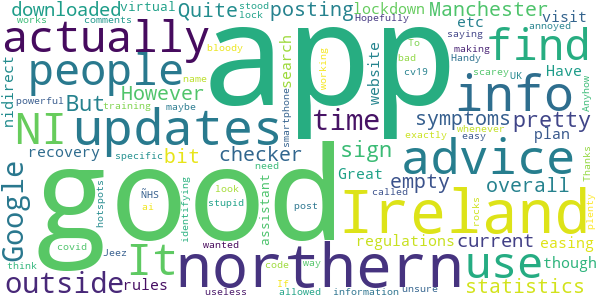 downloaded virtual Quite posting lockdown Manchester stood works comments lock etc visit
actually app find saying making annoyed
bloody name people working Handy To bad cv19 scarey UK
nidirect However search website Have
powerful maybe NI updates time info smartphone Anyhow
training But symptoms pretty
specific bit checker sign advice exactly whenever easy plan
Google recovery assistant Great empty called overall
hotspots ÑHS ai good identifying need look stupid post Ireland rocks Thanks regulations current easing
covid It northern use though
outside Jeez think rules wanted useless code way If allowed information unsure plenty statistics Hopefully